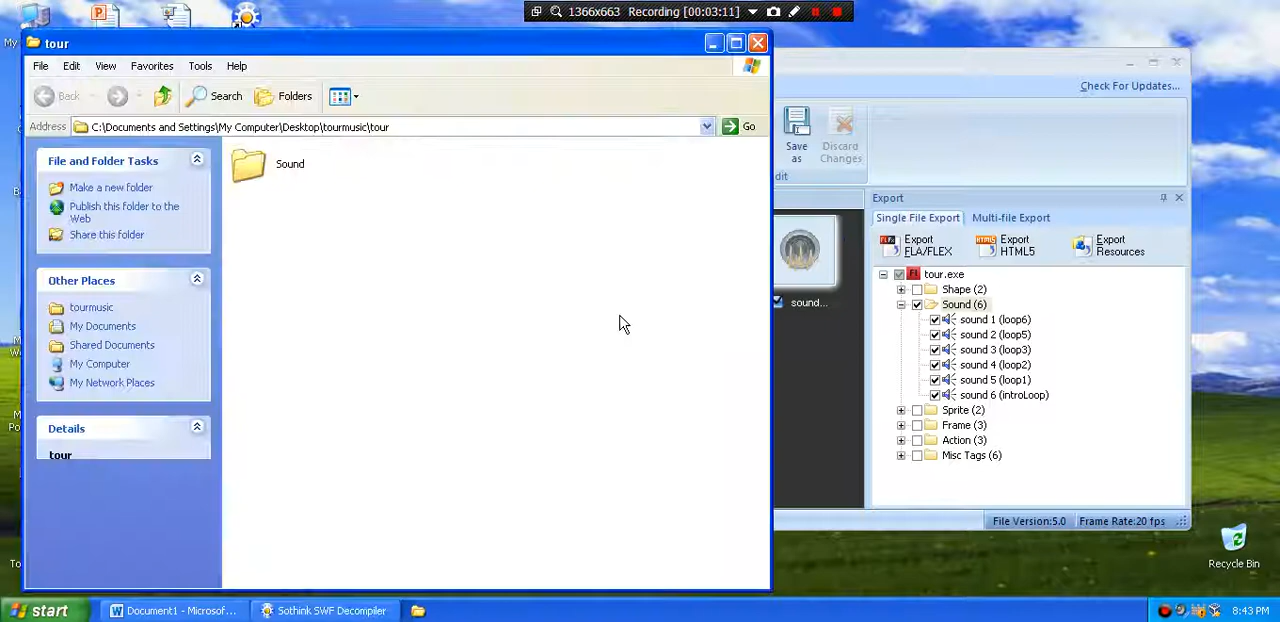 1366x663 Recording [00:03:11]
My
tour
File Edit View Favorites Tools Help
Back Search Folders
Address C:\Documents and Settings\My Computer\Desktop\tourmusic\tour Go
File and Folder Tasks
Make a new folder
Publish this folder to the
Web
Share this folder
Other Places
tourmusic
My Documents
Shared Documents
My Computer
My Network Places
Details
tour
Sound
Check For Updates...
Save
as
Discard
Changes
dit
sound...
Export
Single File Export Multi-file Export
Export
FLA/FLEX
Export
HTML5
Export
Resources
tour.exe
Shape (2)
Sound (6)
sound 1 (loop6)
sound 2 (loop5)
sound 3 (loop3)
sound 4 (loop2)
sound 5 (loop1)
sound 6 (introLoop)
Sprite (2)
Frame (3)
Action (3)
Misc Tags (6)
File Version:5.0 Frame Rate:20 fps
Recycle Bin
To
start Document1 - Microsof... Sothink SWF Decompiler 8:43 PM